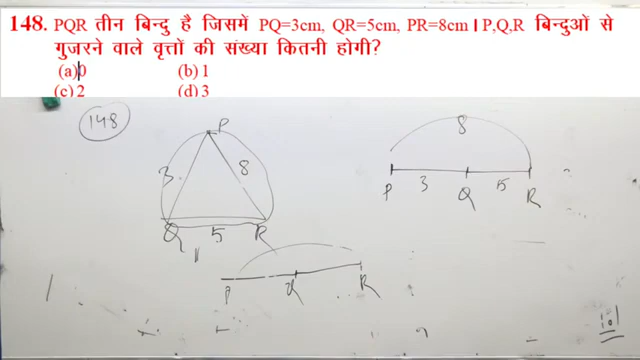 148. PQR तीन बिन्दु है जिसमें PQ=3cm, QR=5cm, PR=8cm। P,Q,R बिन्दुओं से
गुजरने वाले वृत्तों की संख्या कितनी होगी?
(a) 0 (b) 1
(c) 2 (d) 3
148
P
3 8
Q 5 R
8
P 3 Q 5 R
P Q R
101